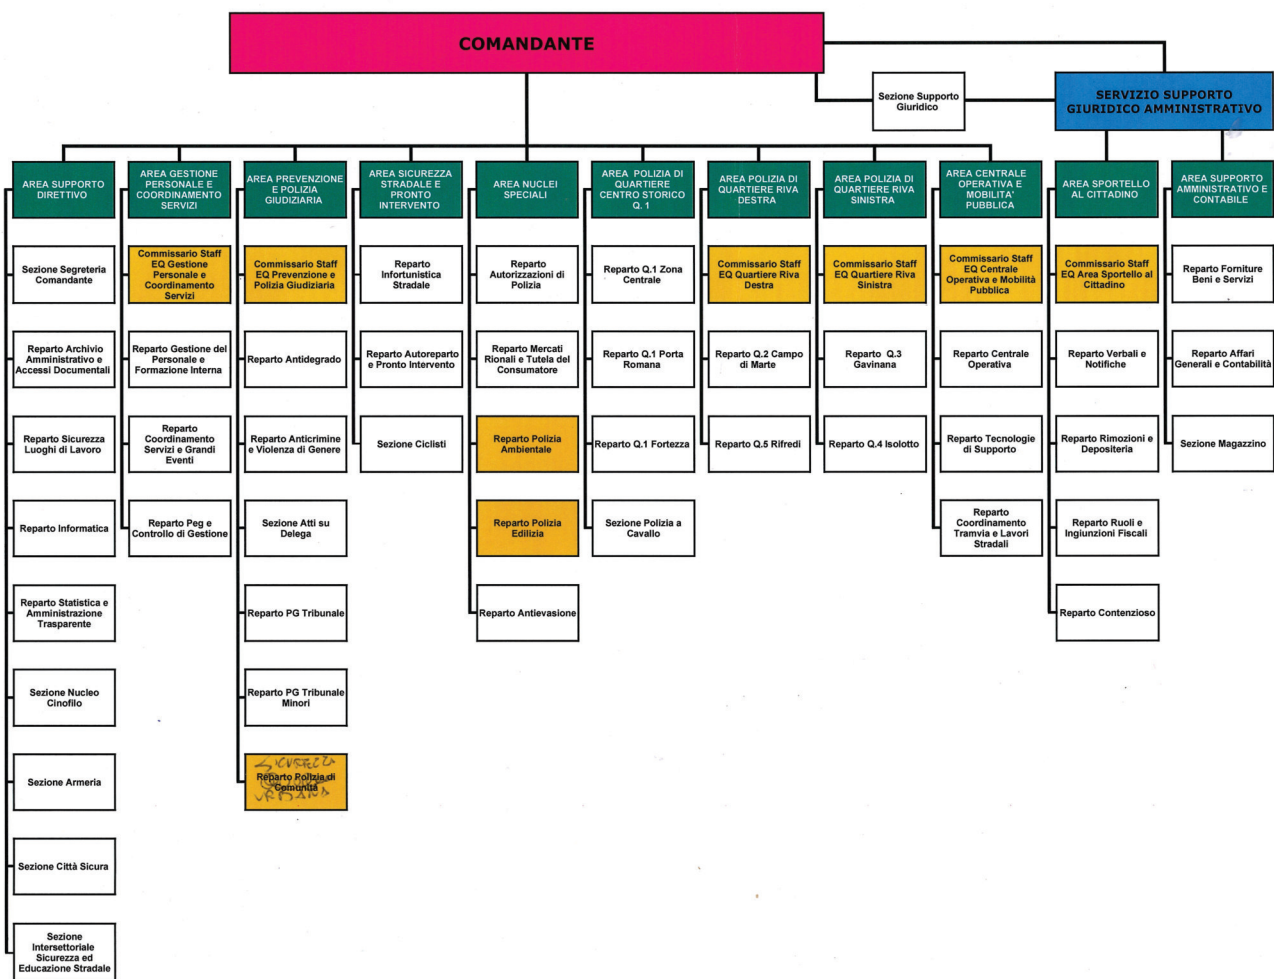 COMANDANTE
Sezione Supporto
Giuridico
SERVIZIO SUPPORTO
GIURIDICO AMMINISTRATIVO
AREA SUPPORTO
DIRETTIVO
Sezione Segreteria
Comandante
Reparto Archivio
Amministrativo e
Accessi Documentali
Reparto Sicurezza
Luoghi di Lavoro
Reparto Informatica
Reparto Statistica e
Amministrazione
Trasparente
Sezione Nucleo
Cinofilo
Sezione Armeria
Sezione Città Sicura
Sezione
Intersettoriale
Sicurezza ed
Educazione Stradale
AREA GESTIONE
PERSONALE E
COORDINAMENTO
SERVIZI
Commissario Staff
EQ Gestione
Personale e
Coordinamento
Servizi
Reparto Gestione del
Personale e
Formazione Interna
Reparto
Coordinamento
Servizi e Grandi
Eventi
Reparto Peg e
Controllo di Gestione
AREA PREVENZIONE
E POLIZIA
GIUDIZIARIA
Commissario Staff
EQ Prevenzione e
Polizia Giudiziaria
Reparto Antidegrado
Reparto Anticrimine
e Violenza di Genere
Sezione Atti su
Delega
Reparto PG Tribunale
Reparto PG Tribunale
Minori
SICUREZZA
Reparto Polizia di
Comunità
URBANA
AREA SICUREZZA
STRADALE E
PRONTO
INTERVENTO
Reparto
Infortunistica
Stradale
Reparto Autoreparto
e Pronto Intervento
Sezione Ciclisti
AREA NUCLEI
SPECIALI
Reparto
Autorizzazioni di
Polizia
Reparto Mercati
Rionali e Tutela del
Consumatore
Reparto Polizia
Ambientale
Reparto Polizia
Edilizia
Reparto Antievasione
AREA POLIZIA DI
QUARTIERE
CENTRO STORICO
Q. 1
Reparto Q.1 Zona
Centrale
Reparto Q.1 Porta
Romana
Reparto Q.1 Fortezza
Sezione Polizia a
Cavallo
AREA POLIZIA DI
QUARTIERE RIVA
DESTRA
Commissario Staff
EQ Quartiere Riva
Destra
Reparto Q.2 Campo
di Marte
Reparto Q.5 Rifredi
AREA POLIZIA DI
QUARTIERE RIVA
SINISTRA
Commissario Staff
EQ Quartiere Riva
Sinistra
Reparto Q.3
Gavinana
Reparto Q.4 Isolotto
AREA CENTRALE
OPERATIVA E
MOBILITA'
PUBBLICA
Commissario Staff
EQ Centrale
Operativa e Mobilità
Pubblica
Reparto Centrale
Operativa
Reparto Tecnologie
di Supporto
Reparto
Coordinamento
Tramvia e Lavori
Stradali
AREA SPORTELLO
AL CITTADINO
Commissario Staff
EQ Area Sportello al
Cittadino
Reparto Verbali e
Notifiche
Reparto Rimozioni e
Depositeria
Reparto Ruoli e
Ingiunzioni Fiscali
Reparto Contenzioso
AREA SUPPORTO
AMMINISTRATIVO E
CONTABILE
Reparto Forniture
Beni e Servizi
Reparto Affari
Generali e Contabilità
Sezione Magazzino